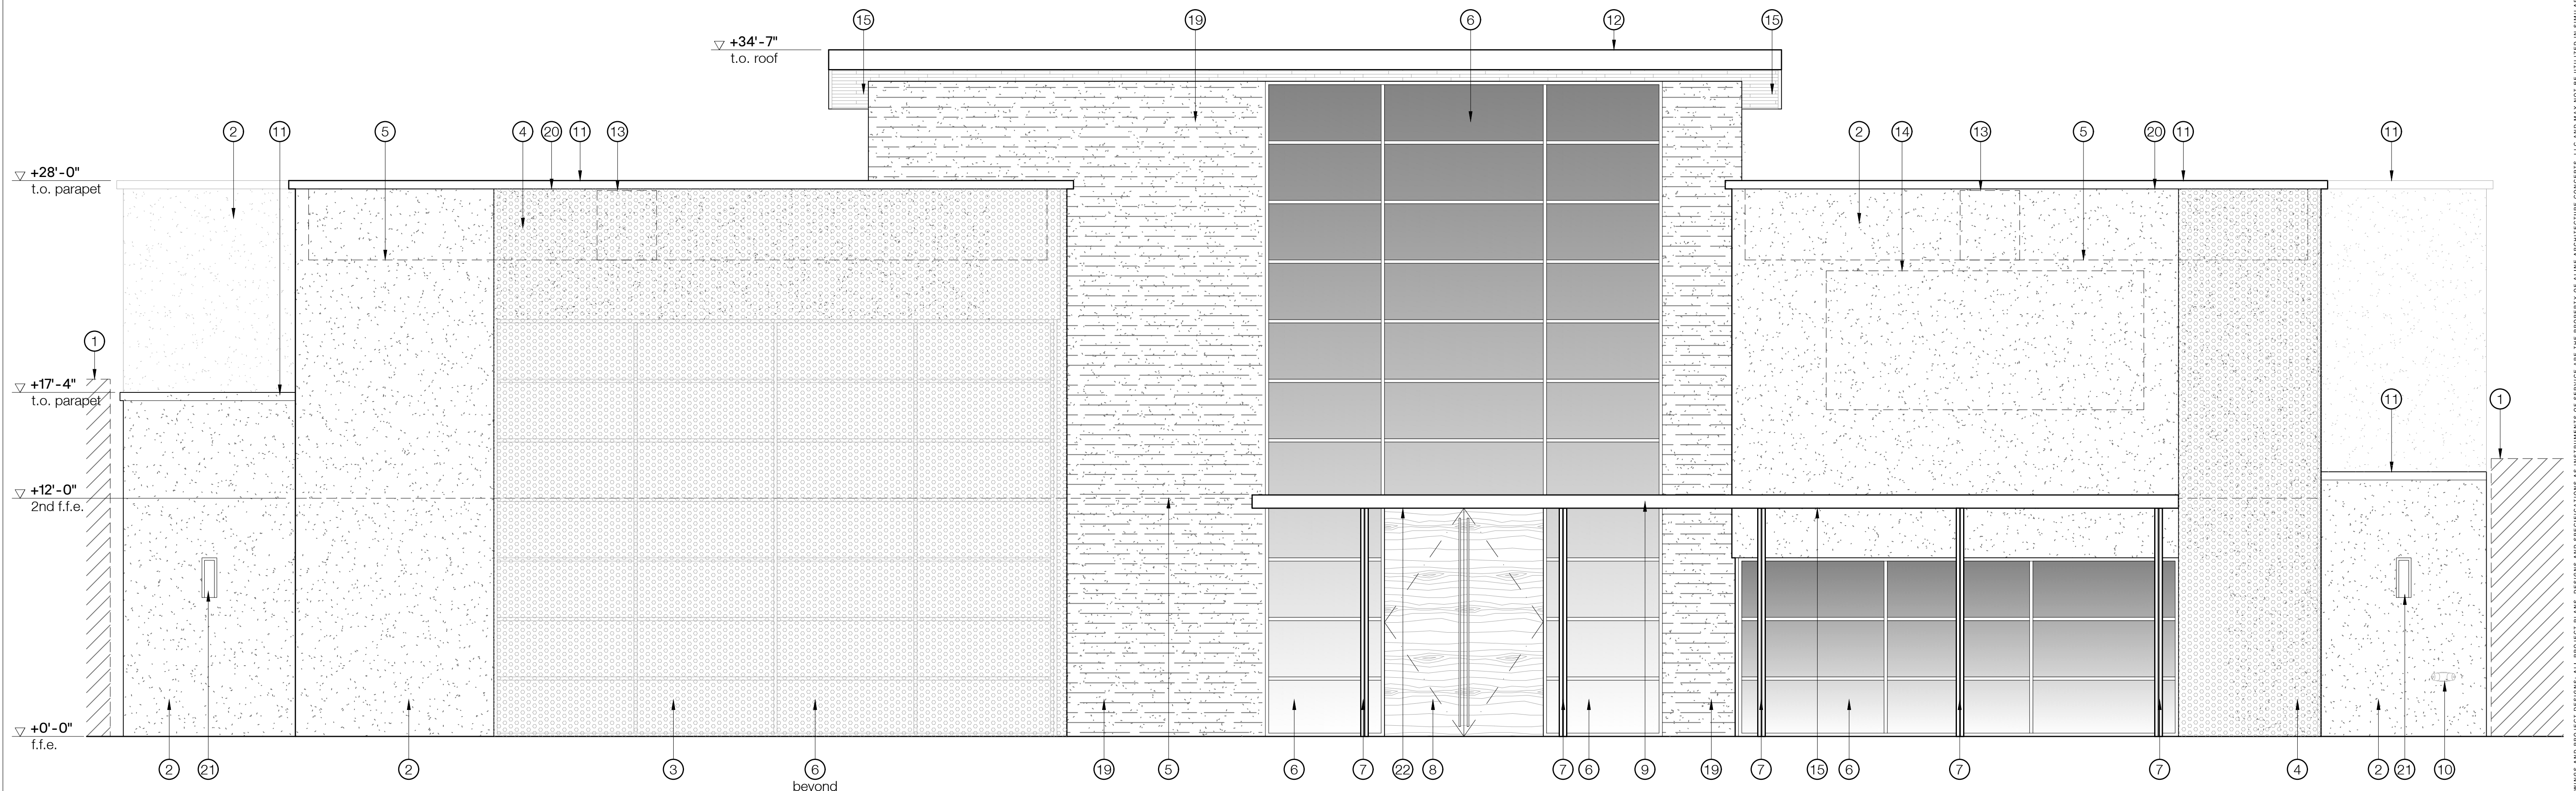 15 19 6 12 15
+34'-7"
t.o. roof
2 11 5 4 20 11 13 2 14 13 5 20 11 11
+28'-0"
t.o. parapet
1
+17'-4"
t.o. parapet
11 1
+12'-0"
2nd f.f.e.
+0'-0"
f.f.e.
2 21 2 3 6 19 5 6 7 22 8 7 6 9 19 7 15 6 7 7 4 2 21 10
beyond